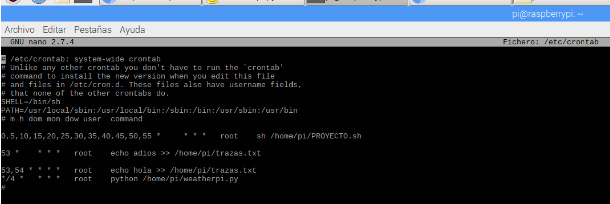 pi@raspberrypi:
Archivo Editar Pestañas Ayuda
GNU nano 2.7.4 Fichero: /etc/crontab
# /etc/crontab: system-wide crontab
# Unlike any other crontab you don't have to run the `crontab'
# command to install the new version when you edit this file
# and files in /etc/cron.d. These files also have username fields,
# that none of the other crontabs do.
SHELL=/bin/sh
PATH=/usr/local/sbin:/usr/local/bin:/sbin:/bin:/usr/sbin:/usr/bin
# m h dom mon dow user command
0,5,10,15,20,25,30,35,40,45,50,55 * * * * root sh /home/pi/PROYECTO.sh
53 * * * * root echo adios >> /home/pi/trazas.txt
53,54 * * * * root echo hola >> /home/pi/trazas.txt
*/4 * * * * root python /home/pi/weatherpi.py
#